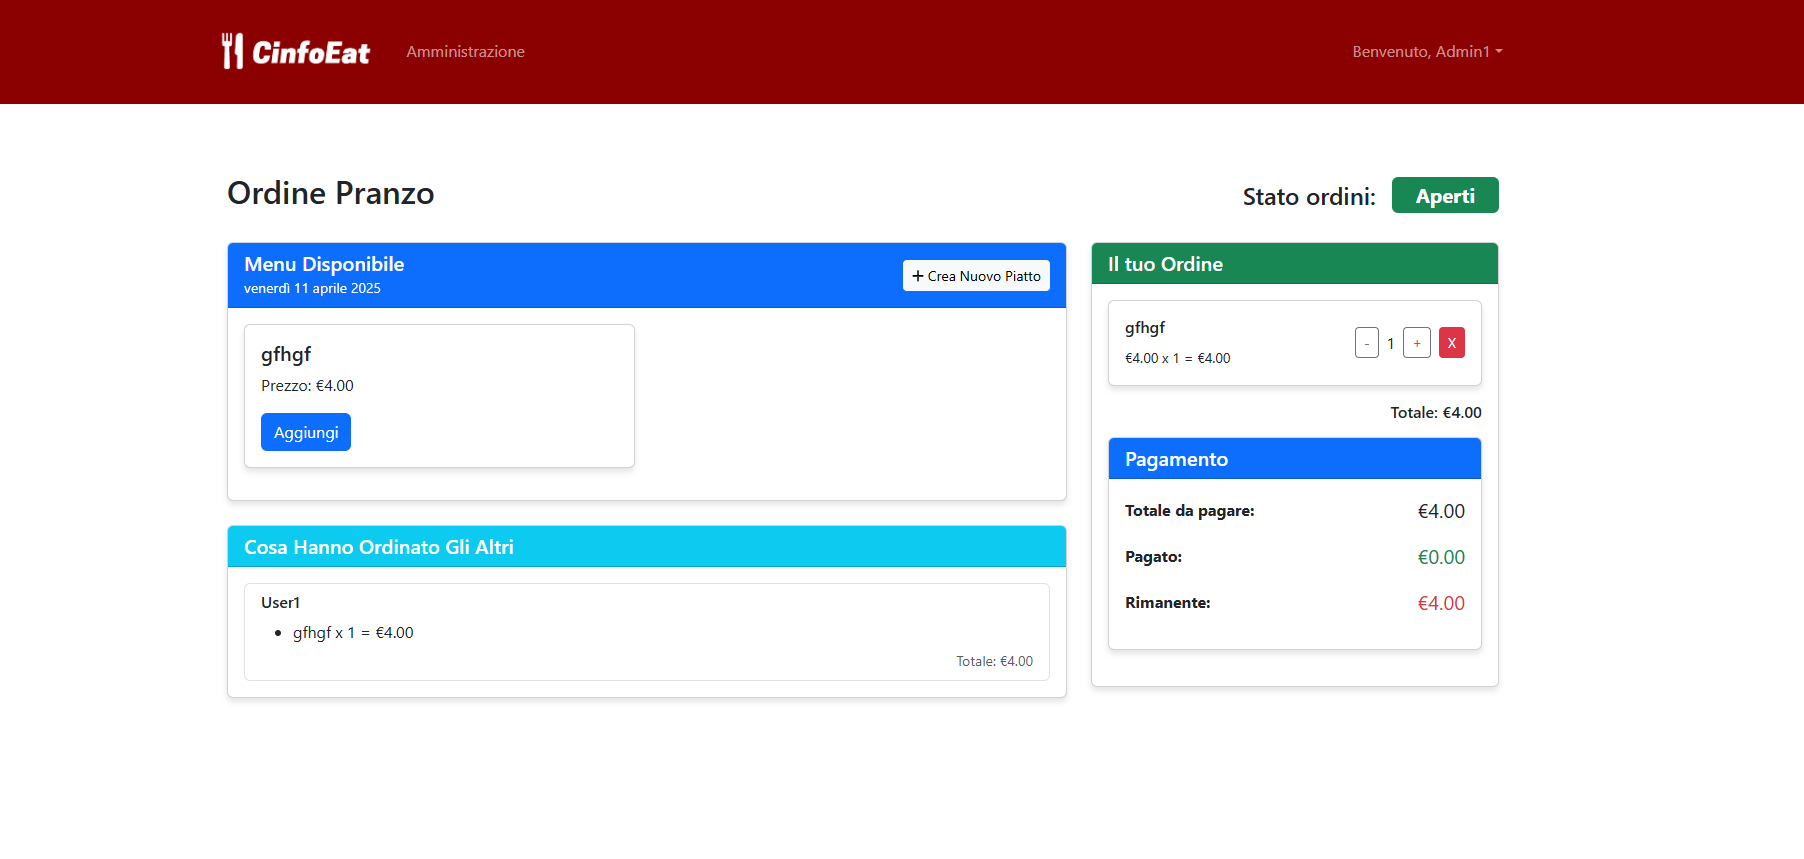 CinfoEat
Amministrazione
Benvenuto, Admin1
Ordine Pranzo
Stato ordini:
Aperti
Menu Disponibile
venerdì 11 aprile 2025
+ Crea Nuovo Piatto
gfhgf
Prezzo: €4.00
Aggiungi
Cosa Hanno Ordinato Gli Altri
User1
• gfhgf x 1 = €4.00
Totale: €4.00
Il tuo Ordine
gfhgf
€4.00 x 1 = €4.00
- 1 + X
Totale: €4.00
Pagamento
Totale da pagare: €4.00
Pagato: €0.00
Rimanente: €4.00